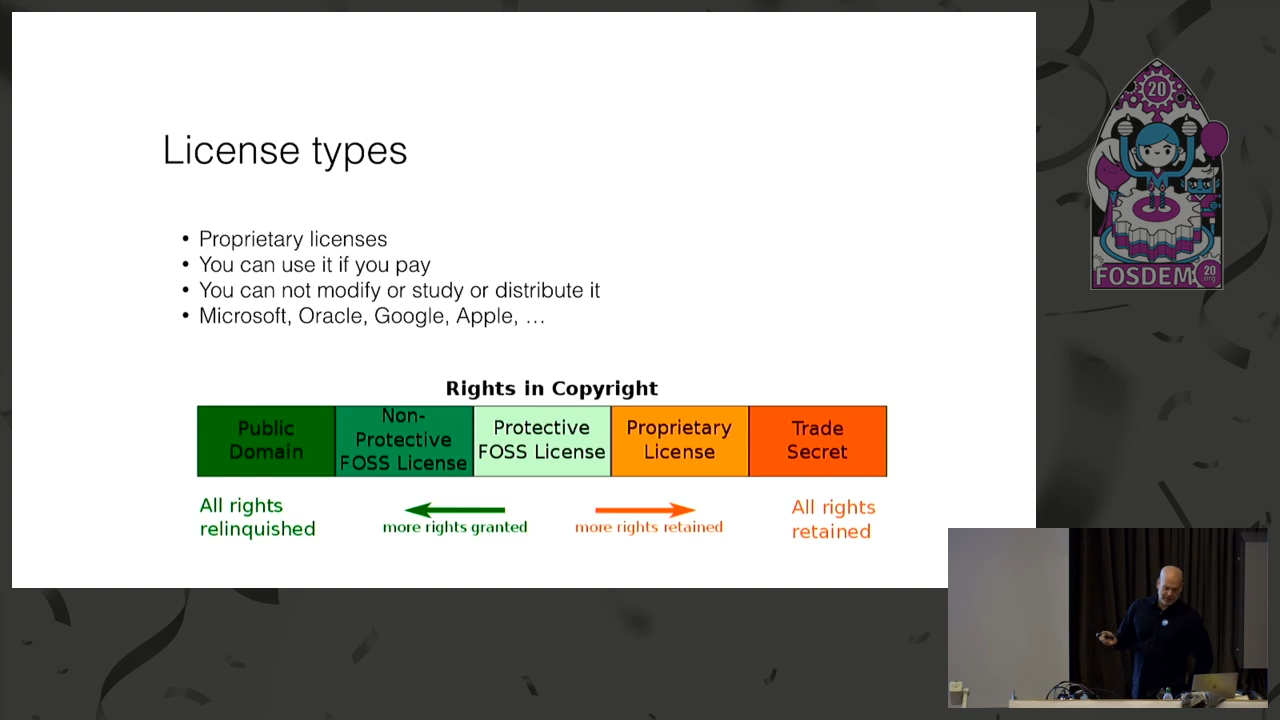 License types
• Proprietary licenses
• You can use it if you pay
• You can not modify or study or distribute it
• Microsoft, Oracle, Google, Apple, …
Rights in Copyright
Public
Domain
Non-
Protective
FOSS License
Protective
FOSS License
Proprietary
License
Trade
Secret
All rights
relinquished
more rights granted
more rights retained
All rights
retained
20
FOSDEM
20
org